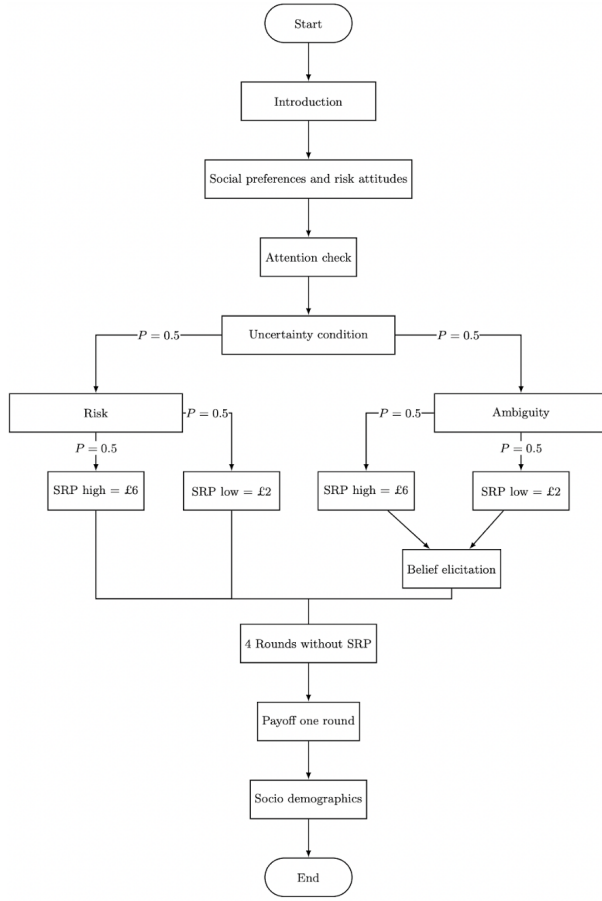 Start
Introduction
Social preferences and risk attitudes
Attention check
Uncertainty condition
P = 0.5
P = 0.5
Risk
P = 0.5
P = 0.5
Ambiguity
P = 0.5
P = 0.5
SRP high = £6
SRP low = £2
SRP high = £6
SRP low = £2
Belief elicitation
4 Rounds without SRP
Payoff one round
Socio demographics
End